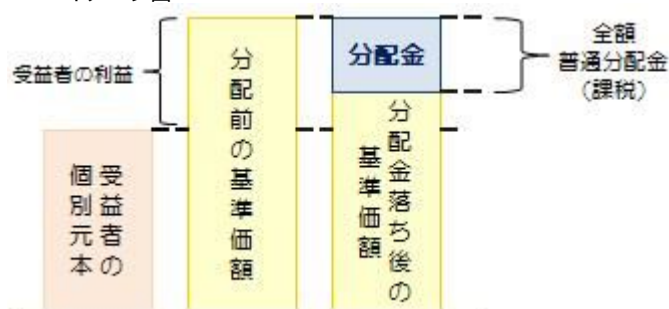 受益者の利益
受益者の
個別元本
分配前の基準価額
分配金
分配金落ち後の
基準価額
全額
普通分配金
(課税)